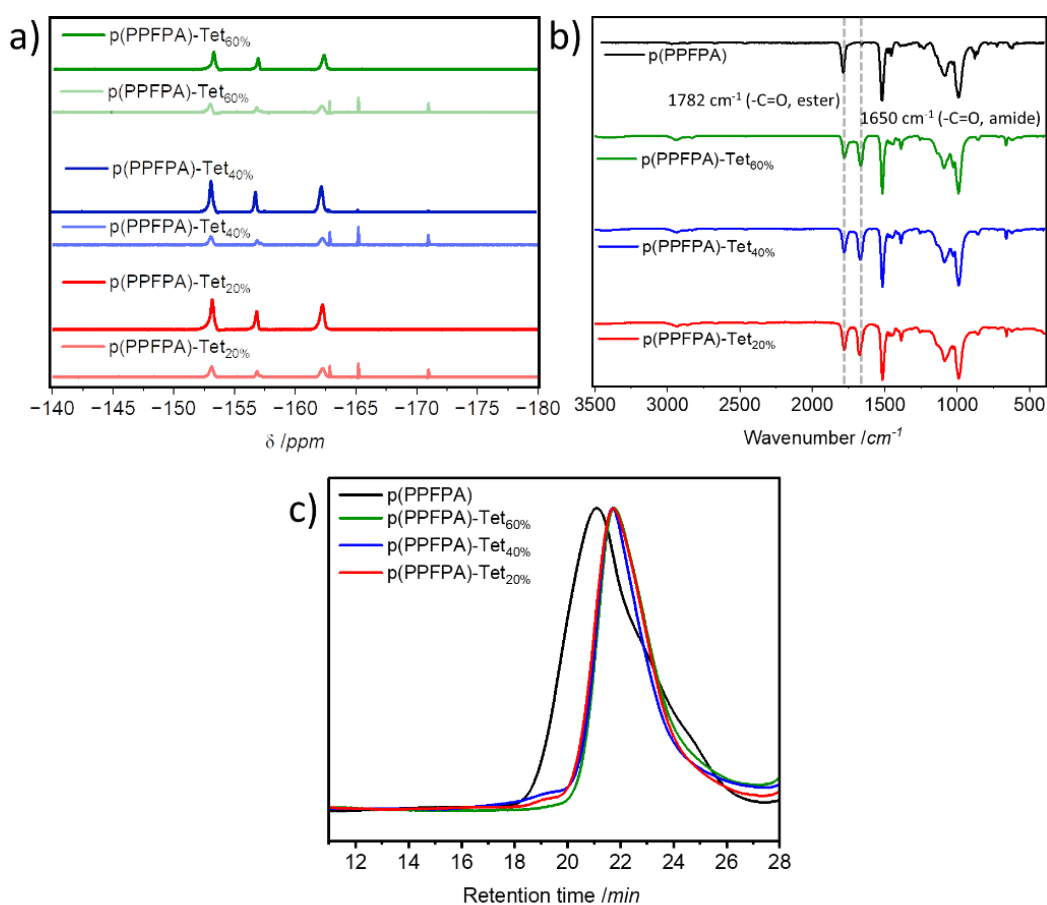 a)
p(PPFPA)-Tet60%
p(PPFPA)-Tet60%
p(PPFPA)-Tet40%
p(PPFPA)-Tet40%
p(PPFPA)-Tet20%
p(PPFPA)-Tet20%
−140 −145 −155 −160 −165 −170 −175 −180
δ /ppm
b)
p(PPFPA)
1782 cm⁻¹ (-C=O, ester)
1650 cm⁻¹ (-C=O, amide)
p(PPFPA)-Tet60%
p(PPFPA)-Tet40%
p(PPFPA)-Tet20%
3500 3000 2500 2000 1500 1000 500
Wavenumber /cm⁻¹
c)
p(PPFPA)
p(PPFPA)-Tet60%
p(PPFPA)-Tet40%
p(PPFPA)-Tet20%
12 14 16 18 20 22 24 26 28
Retention time /min